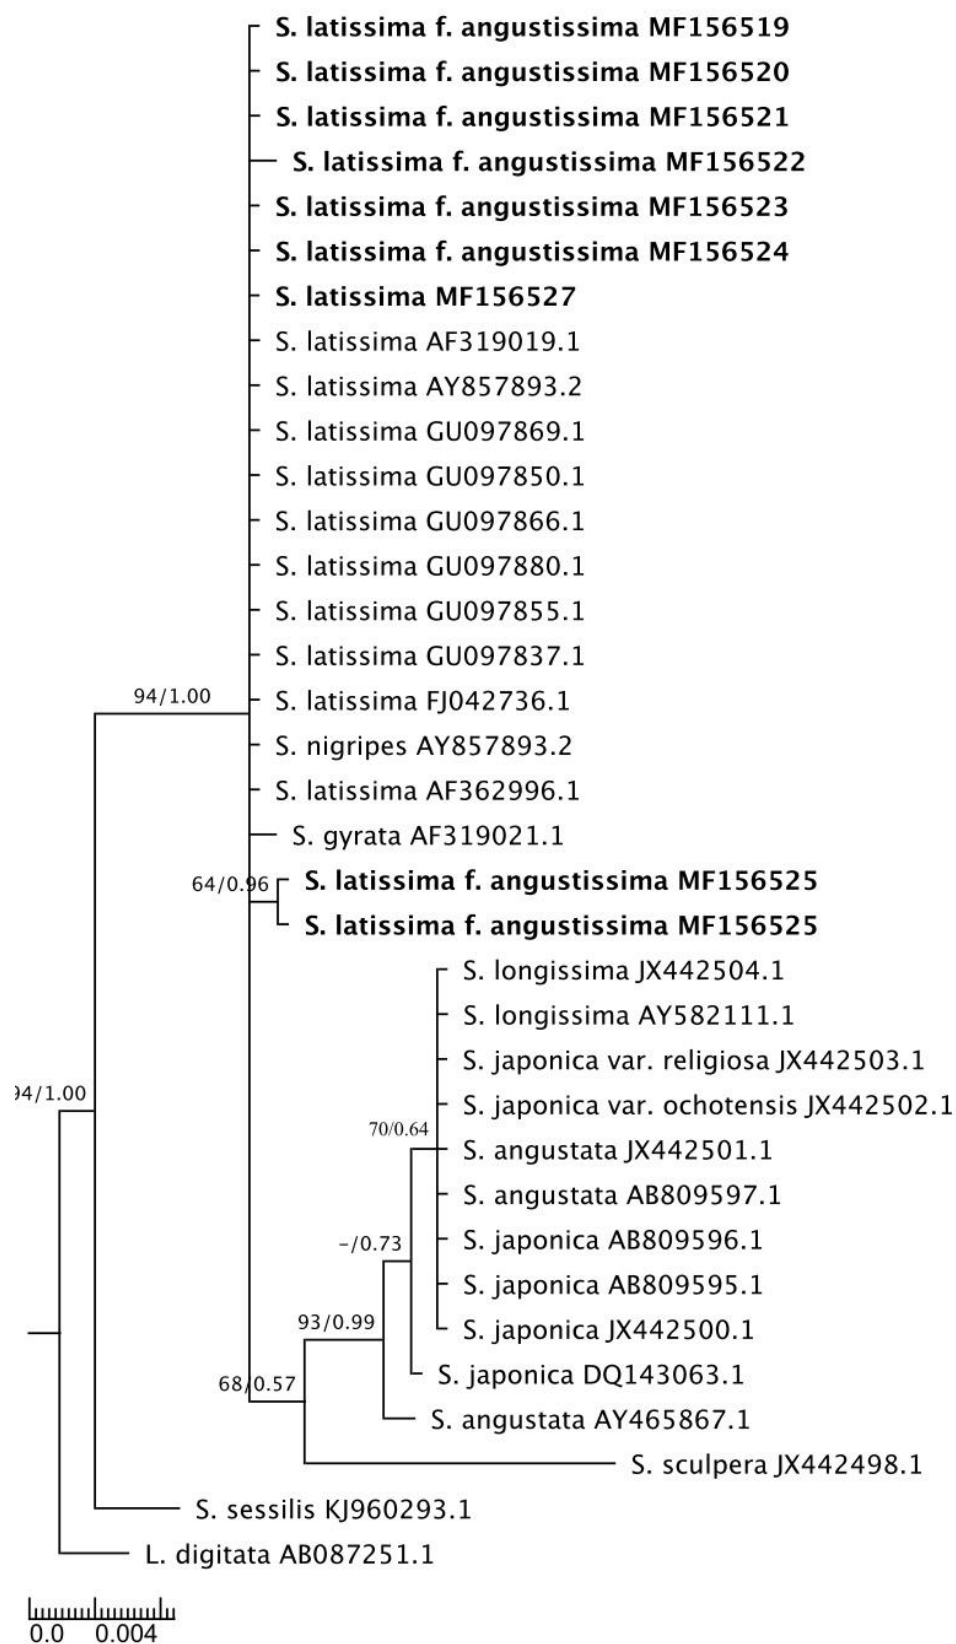 S. latissima f. angustissima MF156519
S. latissima f. angustissima MF156520
S. latissima f. angustissima MF156521
S. latissima f. angustissima MF156522
S. latissima f. angustissima MF156523
S. latissima f. angustissima MF156524
S. latissima MF156527
S. latissima AF319019.1
S. latissima AY857893.2
S. latissima GU097869.1
S. latissima GU097850.1
S. latissima GU097866.1
S. latissima GU097880.1
S. latissima GU097855.1
S. latissima GU097837.1
94/1.00
S. latissima FJ042736.1
S. nigripes AY857893.2
S. latissima AF362996.1
S. gyrata AF319021.1
64/0.96
S. latissima f. angustissima MF156525
S. latissima f. angustissima MF156525
S. longissima JX442504.1
S. longissima AY582111.1
S. japonica var. religiosa JX442503.1
94/1.00
S. japonica var. ochotensis JX442502.1
70/0.64
S. angustata JX442501.1
S. angustata AB809597.1
-/0.73
S. japonica AB809596.1
S. japonica AB809595.1
93/0.99
S. japonica JX442500.1
68/0.57
S. japonica DQ143063.1
S. angustata AY465867.1
S. sculpera JX442498.1
S. sessilis KJ960293.1
L. digitata AB087251.1
0.0 0.004